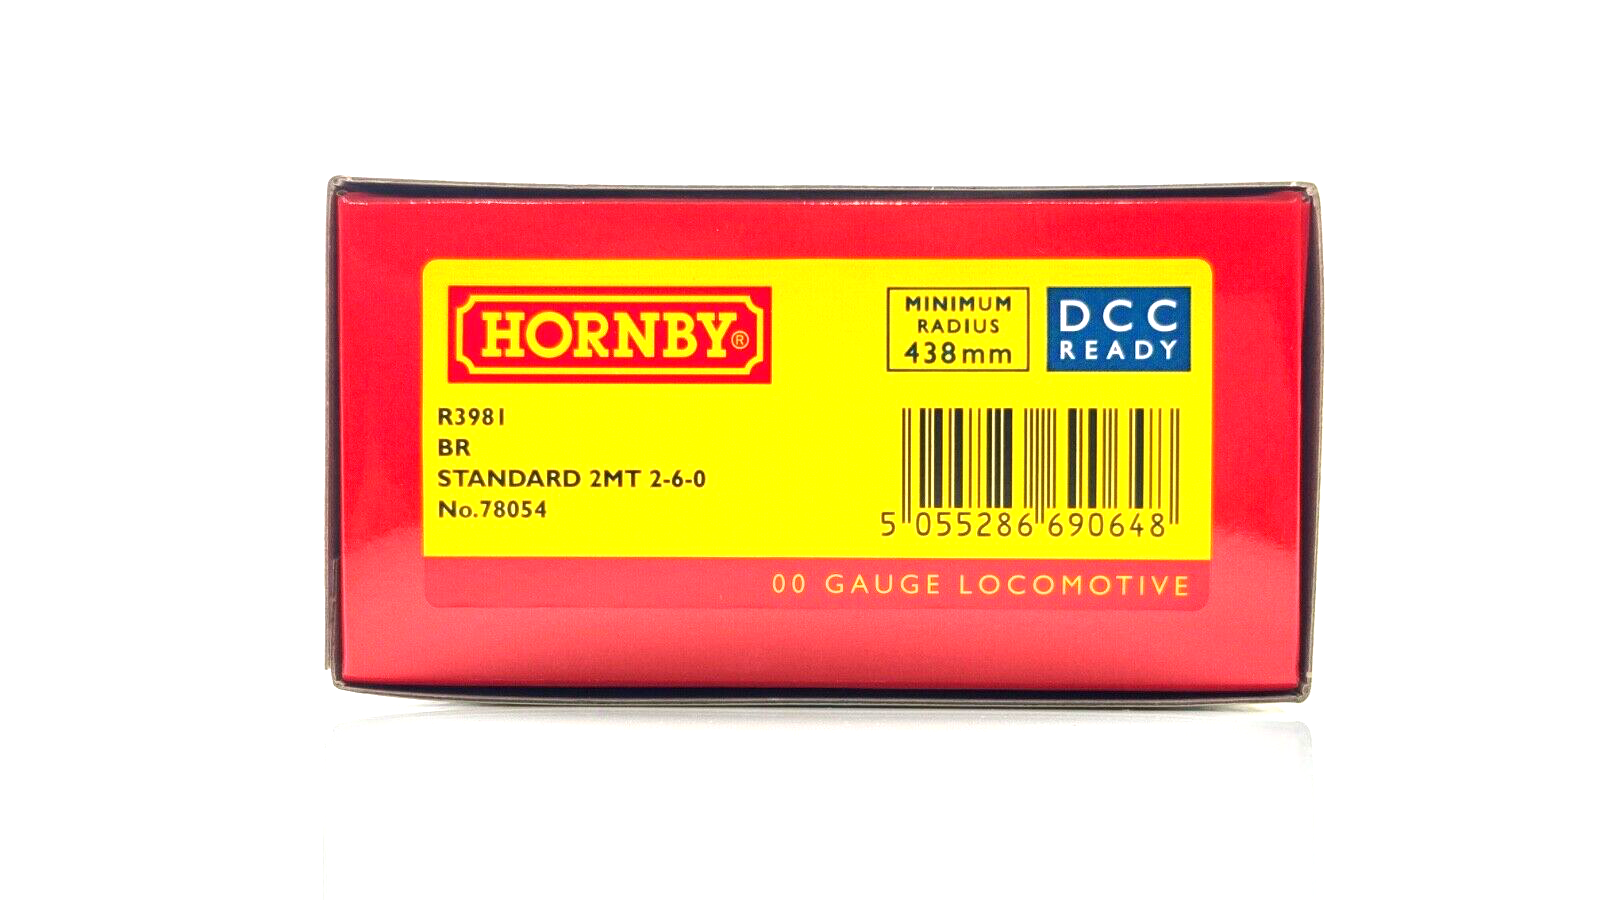 HORNBY®
MINIMUM
RADIUS
438mm
DCC
READY
R3981
BR
STANDARD 2MT 2-6-0
No.78054
5 055286 690648
00 GAUGE LOCOMOTIVE